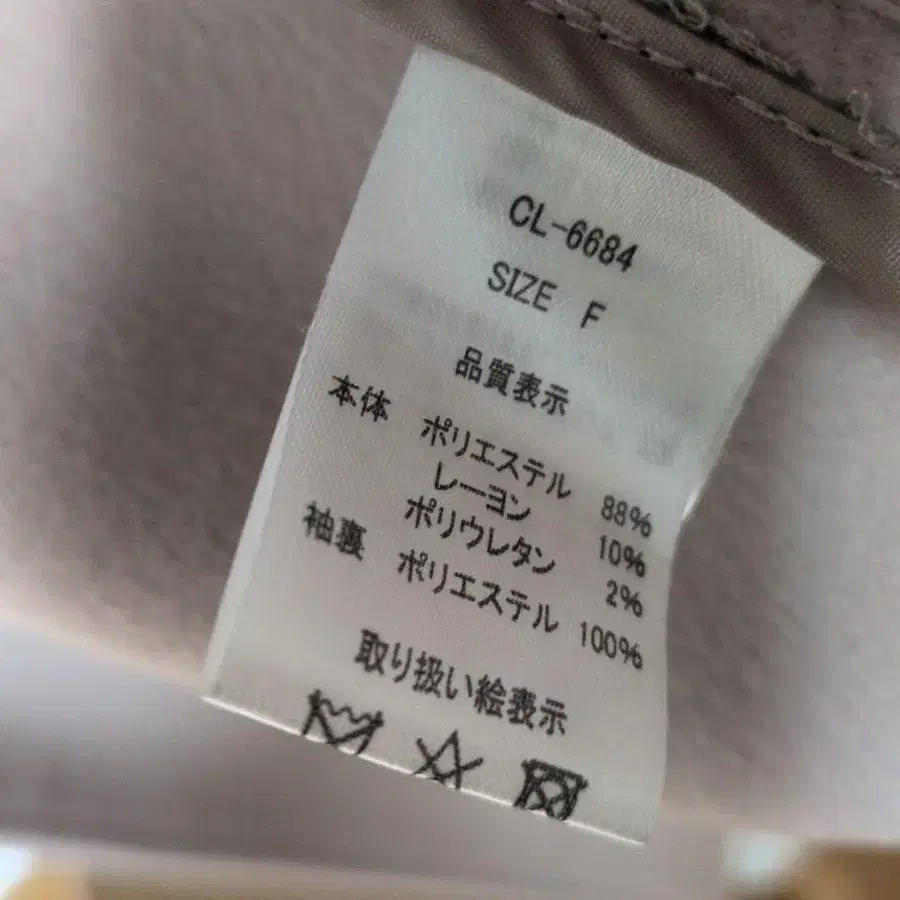 CL-6684
SIZE F
品質表示
本体 ポリエステル 88%
レーヨン 10%
ポリウレタン 2%
袖裏 ポリエステル 100%
取り扱い絵表示